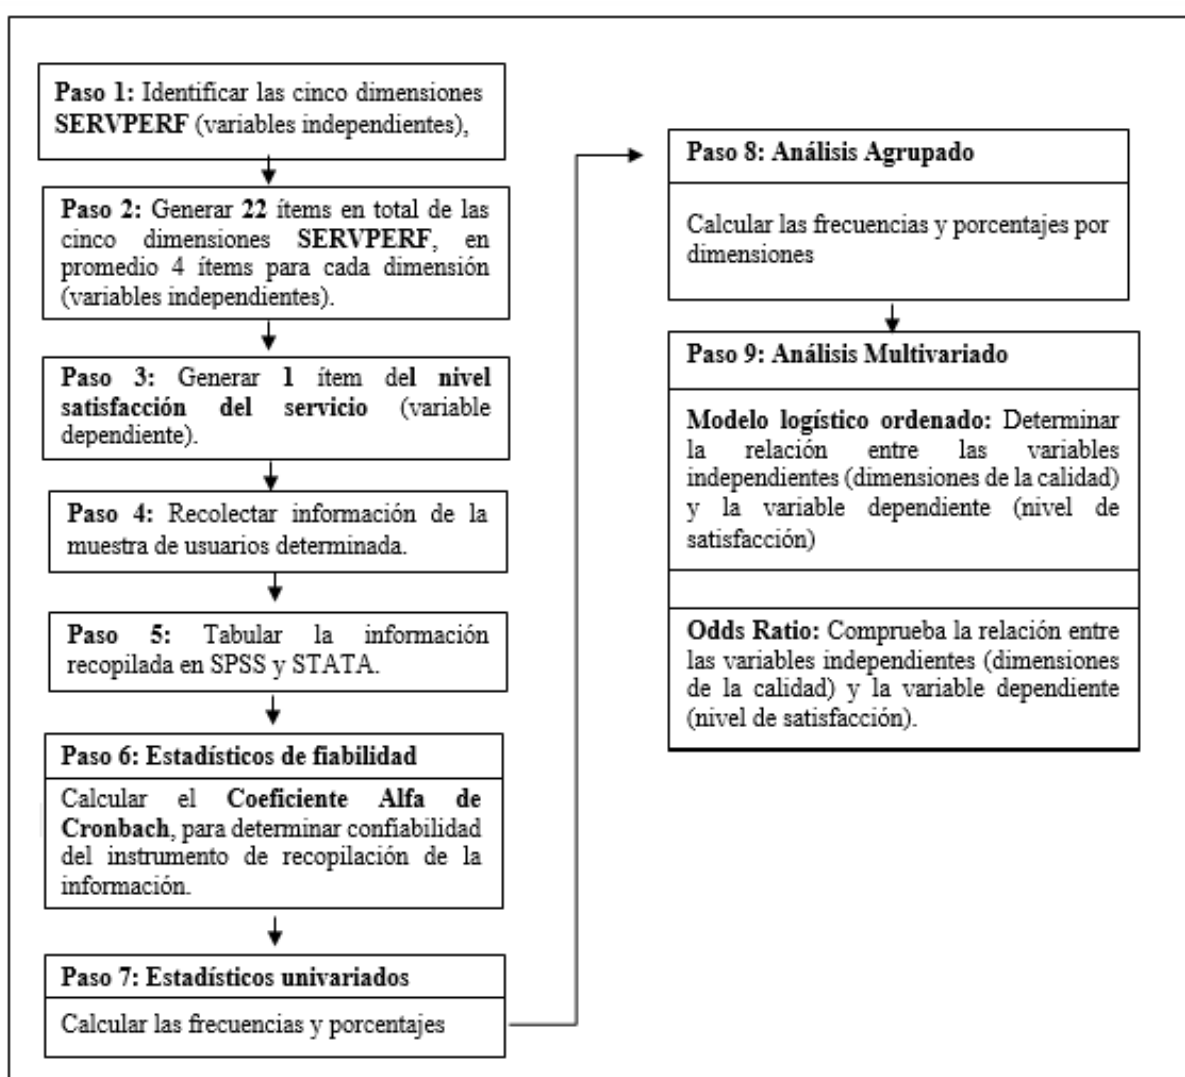 Paso 1: Identificar las cinco dimensiones
SERVPERF (variables independientes),
Paso 2: Generar 22 ítems en total de las
cinco dimensiones SERVPERF, en
promedio 4 ítems para cada dimensión
(variables independientes).
Paso 3: Generar 1 ítem del nivel
satisfacción del servicio (variable
dependiente).
Paso 4: Recolectar información de la
muestra de usuarios determinada.
Paso 5: Tabular la información
recopilada en SPSS y STATA.
Paso 6: Estadísticos de fiabilidad
Calcular el Coeficiente Alfa de
Cronbach, para determinar confiabilidad
del instrumento de recopilación de la
información.
Paso 7: Estadísticos univariados
Calcular las frecuencias y porcentajes
Paso 8: Análisis Agrupado
Calcular las frecuencias y porcentajes por
dimensiones
Paso 9: Análisis Multivariado
Modelo logístico ordenado: Determinar
la relación entre las variables
independientes (dimensiones de la calidad)
y la variable dependiente (nivel de
satisfacción)
Odds Ratio: Comprueba la relación entre
las variables independientes (dimensiones
de la calidad) y la variable dependiente
(nivel de satisfacción).